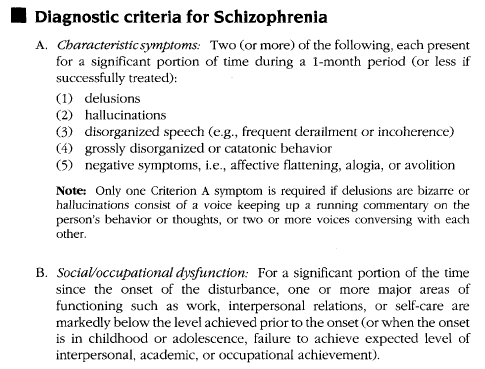 Diagnostic criteria for Schizophrenia
A. Characteristic symptoms: Two (or more) of the following, each present
for a significant portion of time during a 1-month period (or less if
successfully treated):
(1) delusions
(2) hallucinations
(3) disorganized speech (e.g., frequent derailment or incoherence)
(4) grossly disorganized or catatonic behavior
(5) negative symptoms, i.e., affective flattening, alogia, or avolition
Note: Only one Criterion A symptom is required if delusions are bizarre or
hallucinations consist of a voice keeping up a running commentary on the
person's behavior or thoughts, or two or more voices conversing with each
other.
B. Social/occupational dysfunction: For a significant portion of the time
since the onset of the disturbance, one or more major areas of
functioning such as work, interpersonal relations, or self-care are
markedly below the level achieved prior to the onset (or when the onset
is in childhood or adolescence, failure to achieve expected level of
interpersonal, academic, or occupational achievement).